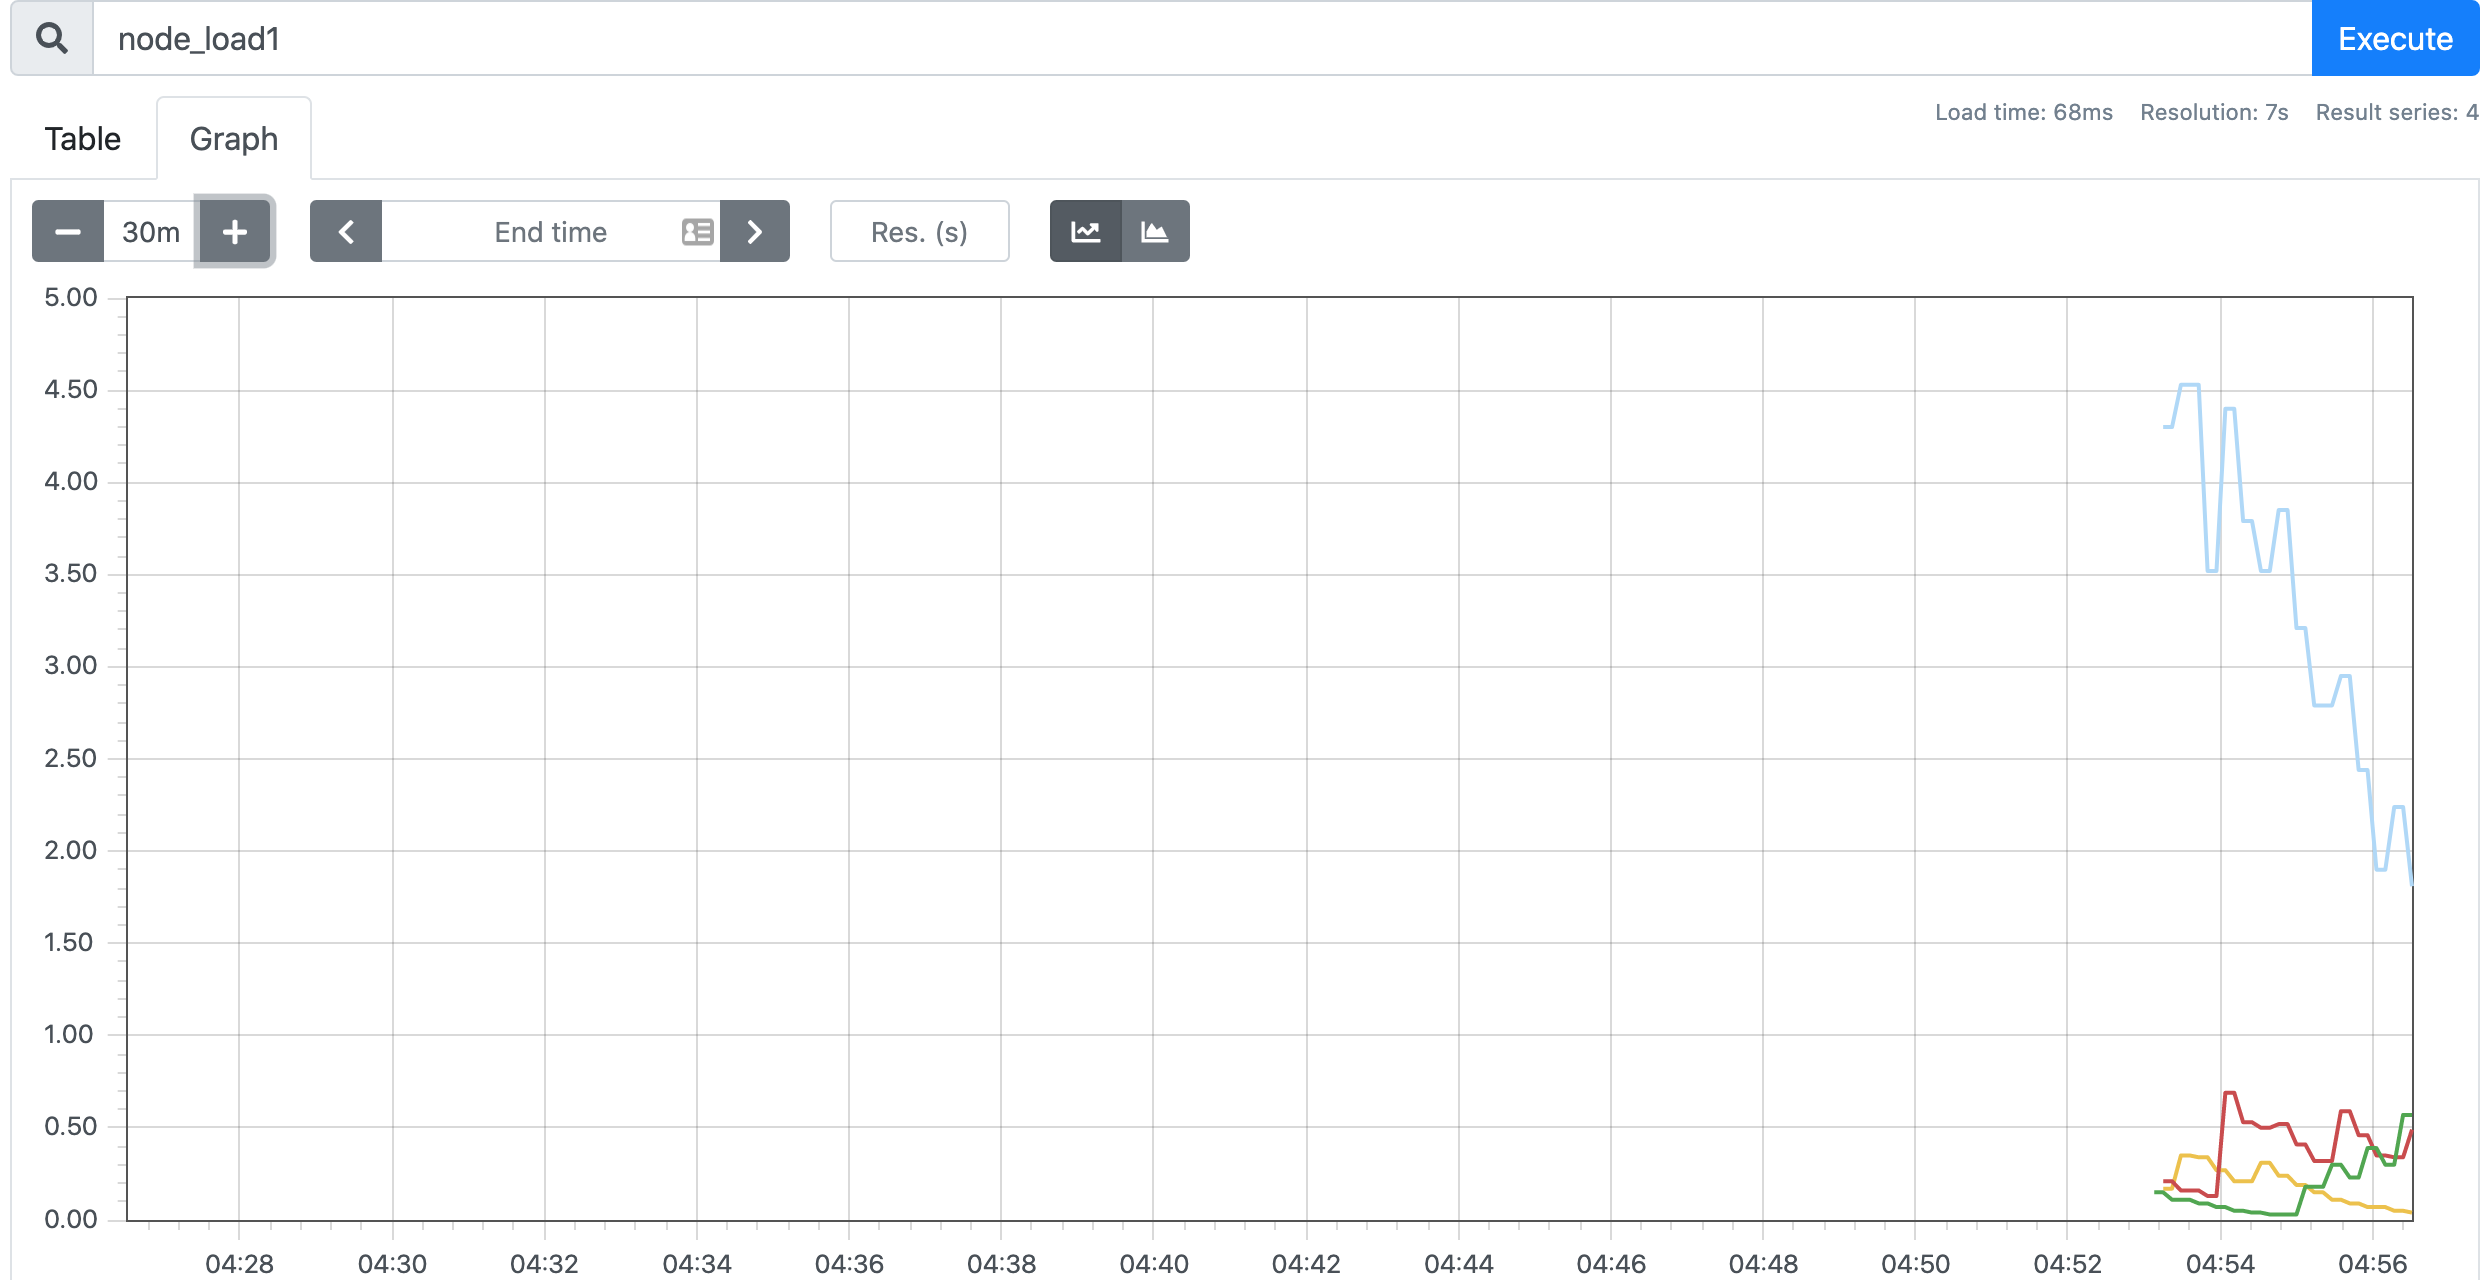 node_load1
Execute
Table
Graph
Load time: 68ms Resolution: 7s Result series: 4
30m
End time
Res. (s)
5.00
4.50
4.00
3.50
3.00
2.50
2.00
1.50
1.00
0.50
0.00
04:28 04:30 04:32 04:34 04:36 04:38 04:40 04:42 04:44 04:46 04:48 04:50 04:52 04:54 04:56